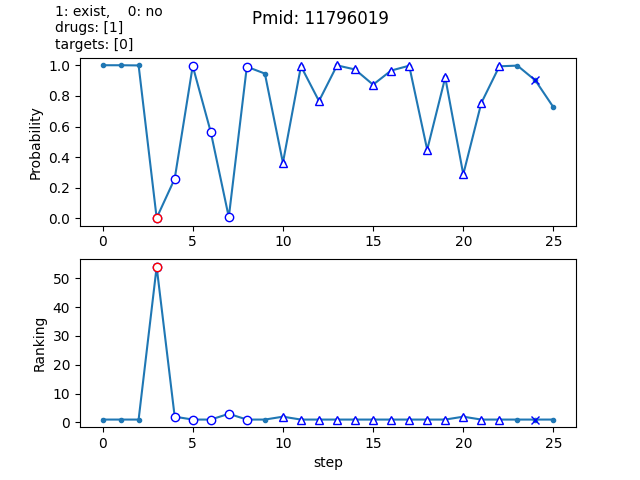 1: exist,    0: no
drugs: [1]
targets: [0]
Pmid: 11796019
Probability
1.0
0.8
0.6
0.4
0.2
0.0
0 5 10 15 20 25
Ranking
50
40
30
20
10
0
0 5 10 15 20 25
step